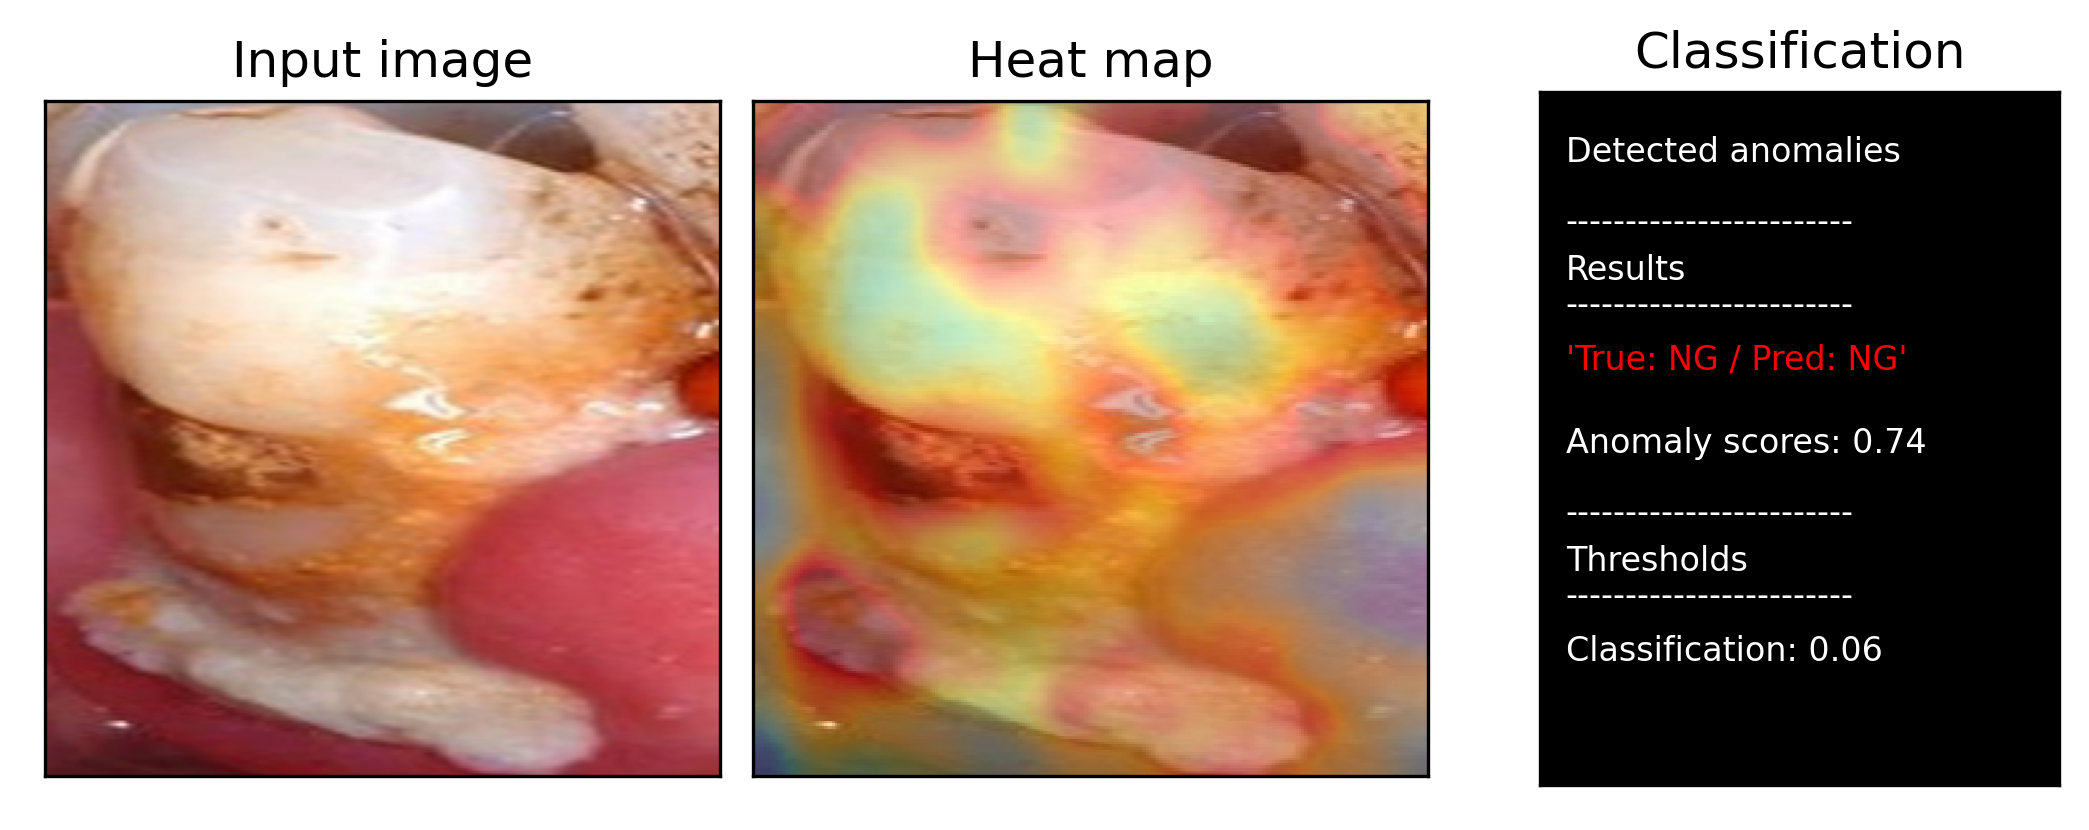 Input image
Heat map
Classification
Detected anomalies
------------------------
Results
------------------------
'True: NG / Pred: NG'
Anomaly scores: 0.74
------------------------
Thresholds
------------------------
Classification: 0.06